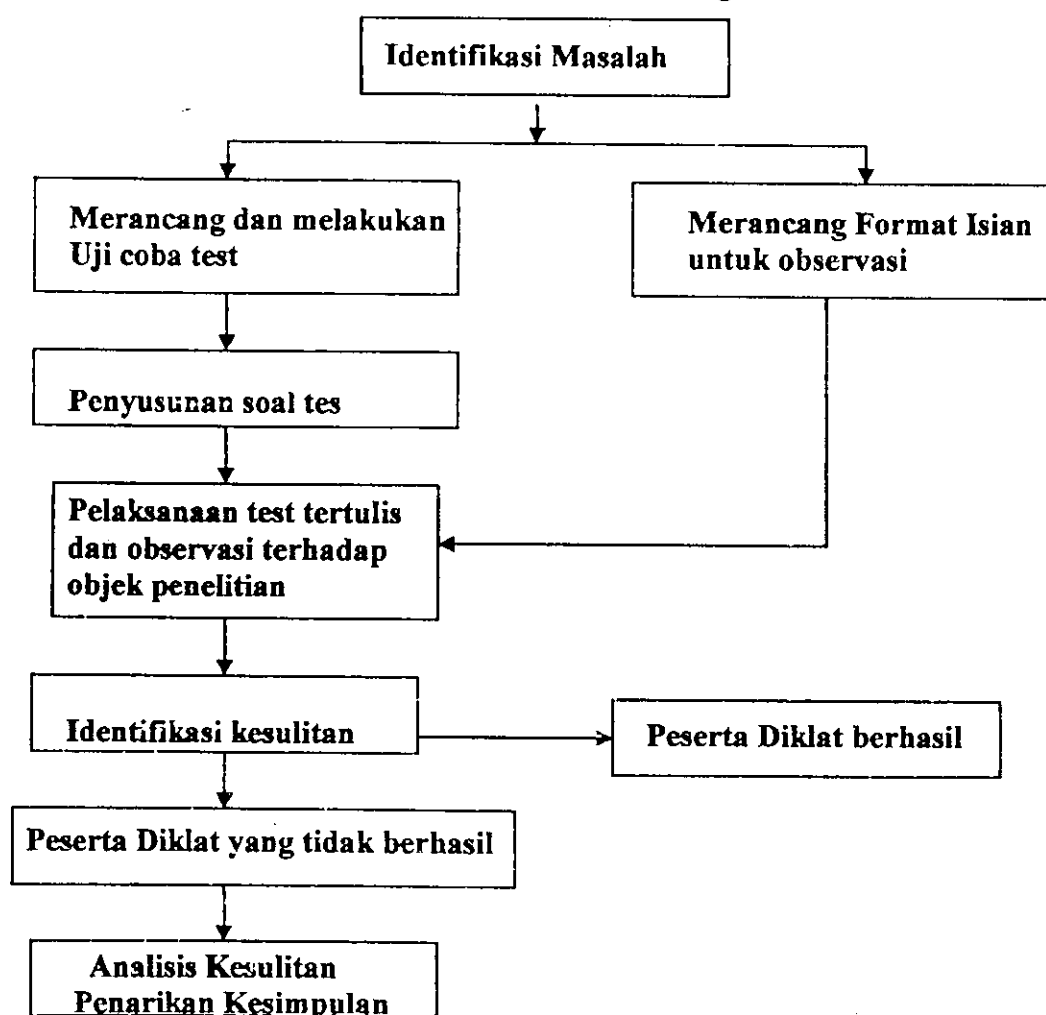 Identifikasi Masalah
Merancang dan melakukan
Uji coba test
Merancang Format Isian
untuk observasi
Penyusunan soal tes
Pelaksanaan test tertulis
dan observasi terhadap
objek penelitian
Identifikasi kesulitan
Peserta Diklat berhasil
Peserta Diklat yang tidak berhasil
Analisis Kesulitan
Penarikan Kesimpulan